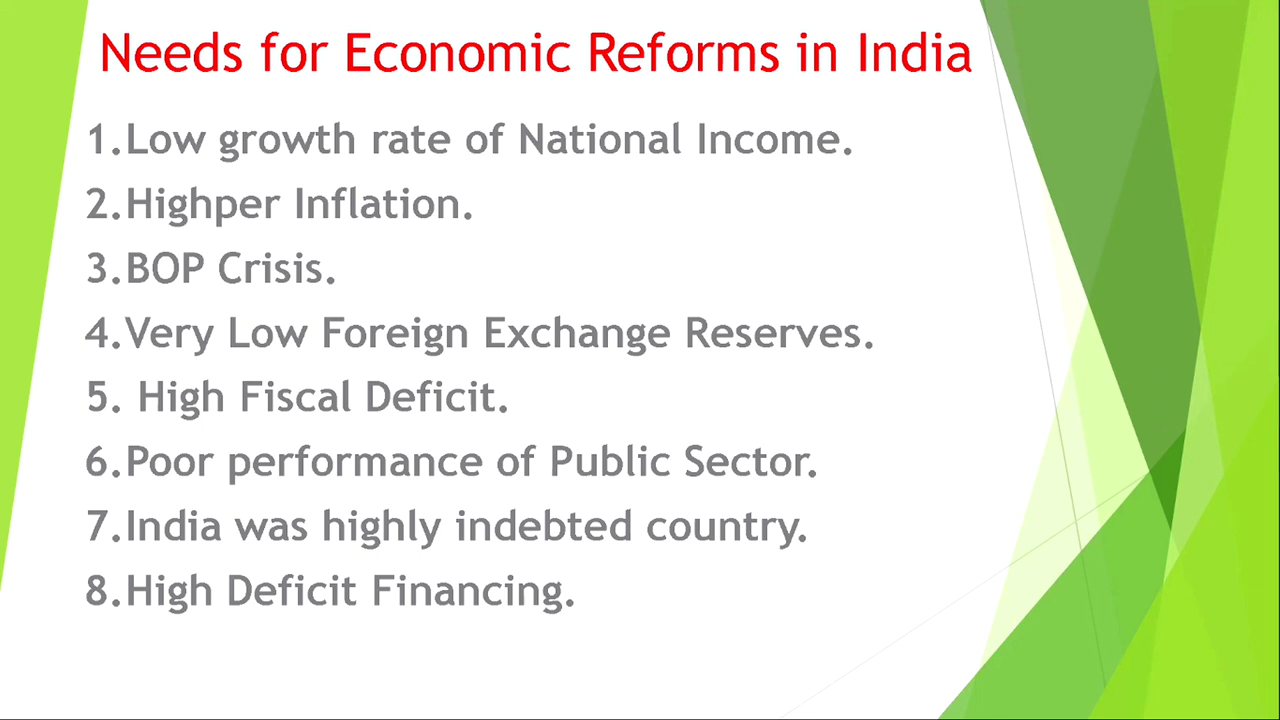 Needs for Economic Reforms in India
1.Low growth rate of National Income.
2.Highper Inflation.
3.BOP Crisis.
4.Very Low Foreign Exchange Reserves.
5. High Fiscal Deficit.
6.Poor performance of Public Sector.
7.India was highly indebted country.
8.High Deficit Financing.